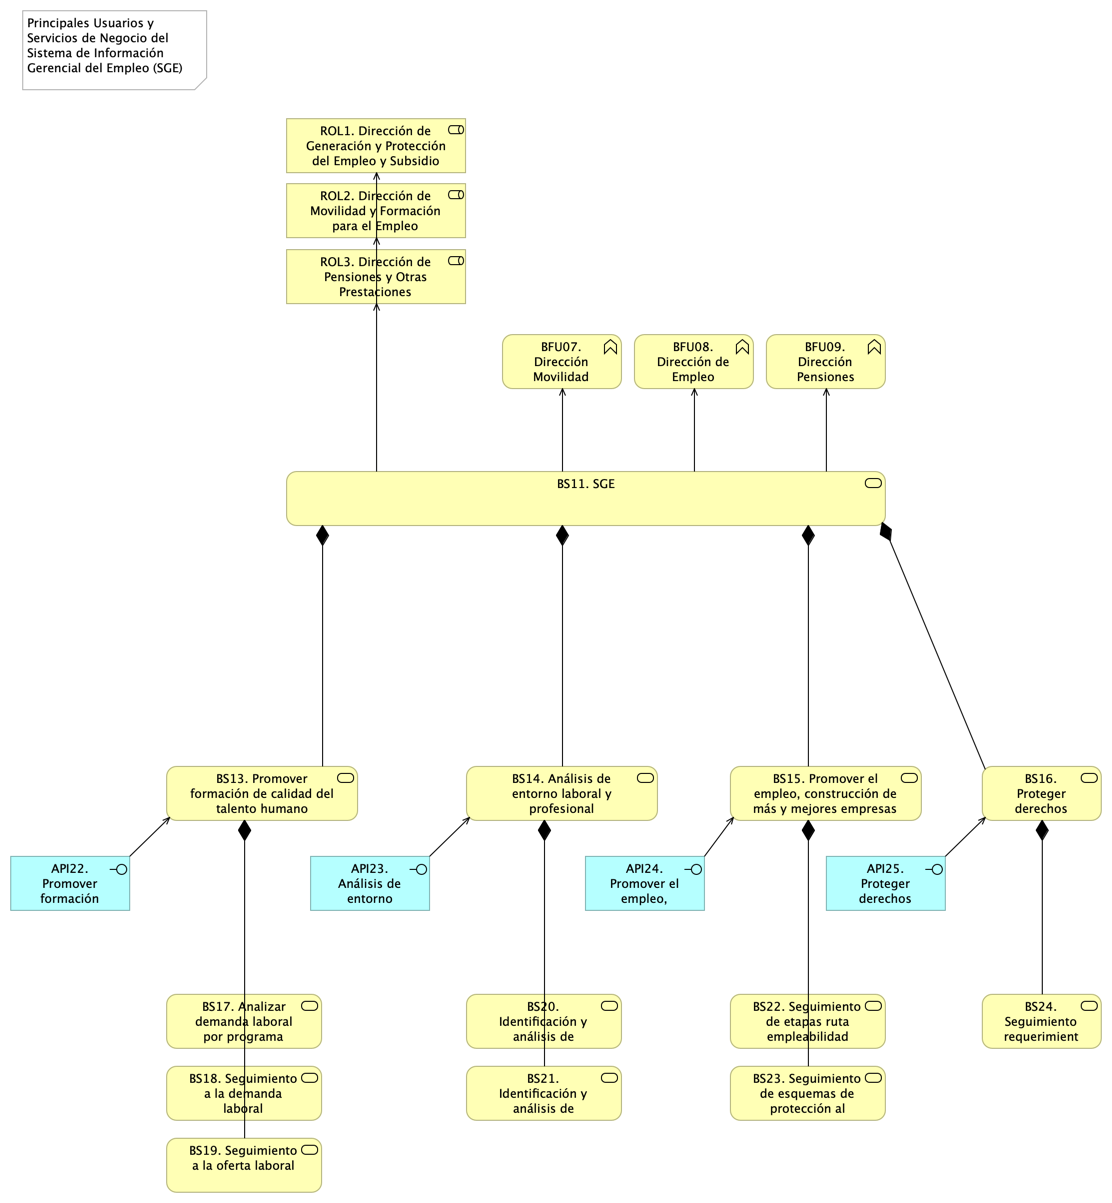 Principales Usuarios y
Servicios de Negocio del
Sistema de Información
Gerencial del Empleo (SGE)
ROL1. Dirección de
Generación y Protección
del Empleo y Subsidio
ROL2. Dirección de
Movilidad y Formación
para el Empleo
ROL3. Dirección de
Pensiones y Otras
Prestaciones
BFU07.
Dirección
Movilidad
BFU08.
Dirección de
Empleo
BFU09.
Dirección
Pensiones
BS11. SGE
BS13. Promover
formación de calidad del
talento humano
BS14. Análisis de
entorno laboral y
profesional
BS15. Promover el
empleo, construcción de
más y mejores empresas
BS16.
Proteger
derechos
API22.
Promover
formación
API23.
Análisis de
entorno
API24.
Promover el
empleo,
API25.
Proteger
derechos
BS17. Analizar
demanda laboral
por programa
BS20.
Identificación y
análisis de
BS22. Seguimiento
de etapas ruta
empleabilidad
BS24.
Seguimiento
requerimient
BS18. Seguimiento
a la demanda
laboral
BS21.
Identificación y
análisis de
BS23. Seguimiento
de esquemas de
protección al
BS19. Seguimiento
a la oferta laboral